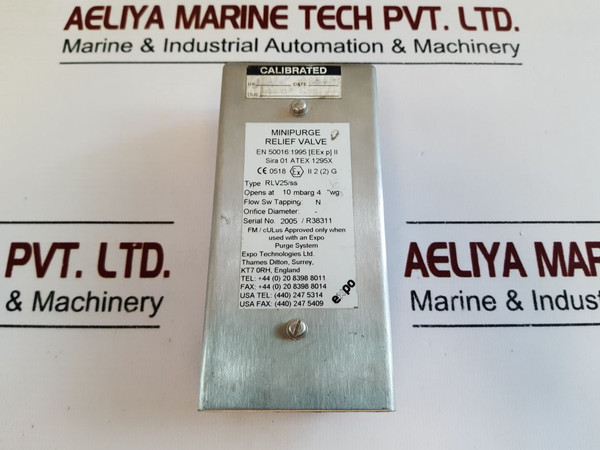 AELIYA MARINE TECH PVT. LTD.
Marine & Industrial Automation & Machinery
CALIBRATED
BY DATE
DUE
MINIPURGE
RELIEF VALVE
EN 50016:1995 [EEx p] II
Sira 01 ATEX 1295X
CE 0518 Ex II 2 (2) G
Type RLV25/ss
Opens at 10 mbarg 4 "wg
Flow Sw Tapping: N
Orifice Diameter: -
Serial No. 2005 / R38311
FM / cULus Approved only when
used with an Expo
Purge System
Expo Technologies Ltd.
Thames Ditton, Surrey,
KT7 0RH, England
TEL: +44 (0) 20 8398 8011
FAX: +44 (0) 20 8398 8014
USA TEL: (440) 247 5314
USA FAX: (440) 247 5409
expo
PVT. LTD.
& Machinery
AELIYA MARIN
Marine & Indust